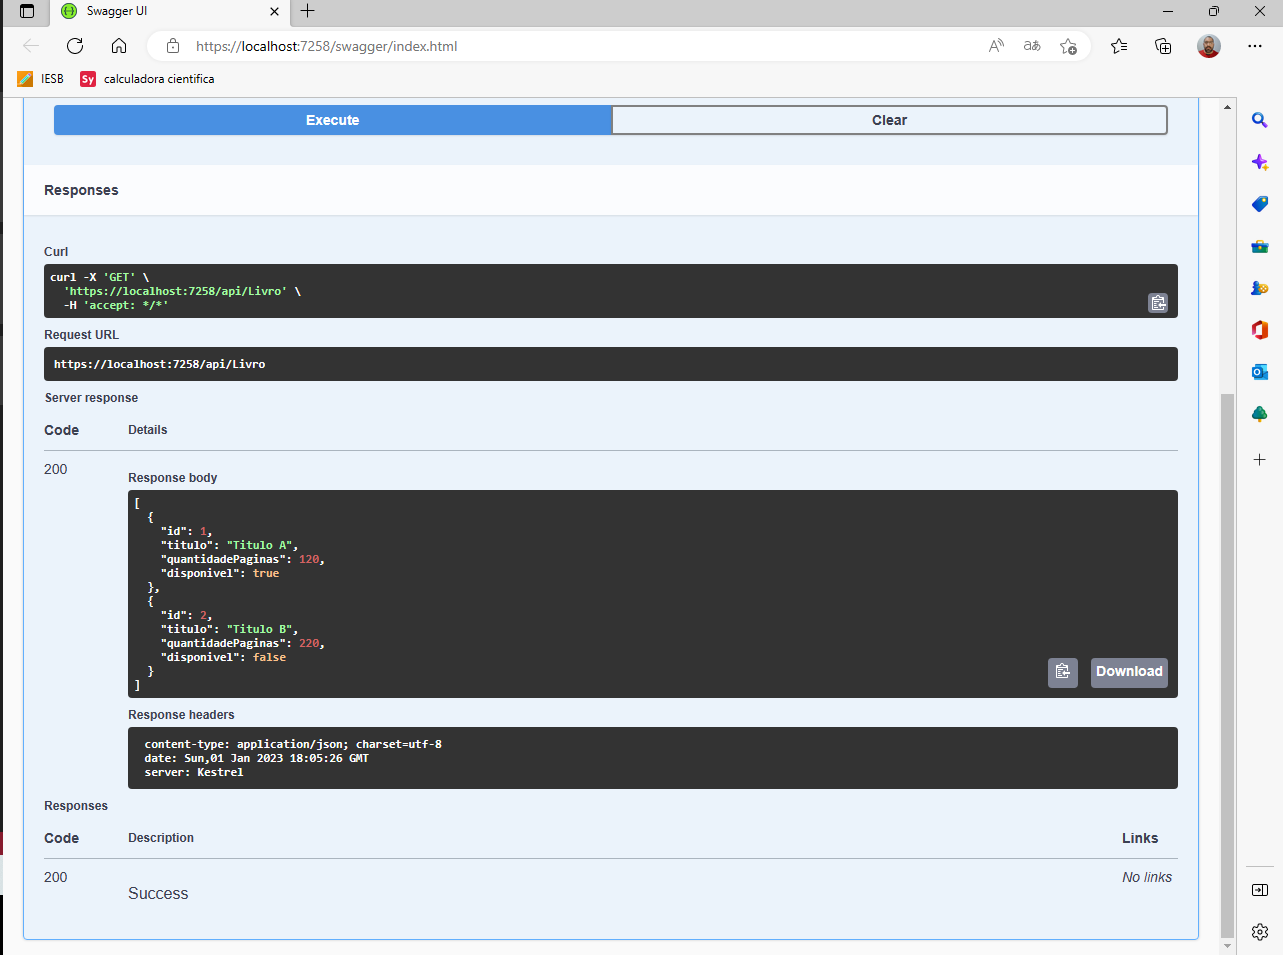 Swagger UI
https://localhost:7258/swagger/index.html
IESB
Sy calculadora cientifica
Execute
Clear
Responses
Curl
curl -X 'GET' \
  'https://localhost:7258/api/Livro' \
  -H 'accept: */*'
Request URL
https://localhost:7258/api/Livro
Server response
Code Details
200
Response body
[
  {
    "id": 1,
    "titulo": "Titulo A",
    "quantidadePaginas": 120,
    "disponivel": true
  },
  {
    "id": 2,
    "titulo": "Titulo B",
    "quantidadePaginas": 220,
    "disponivel": false
  }
]
Download
Response headers
content-type: application/json; charset=utf-8
date: Sun,01 Jan 2023 18:05:26 GMT
server: Kestrel
Responses
Code Description Links
200 No links
Success